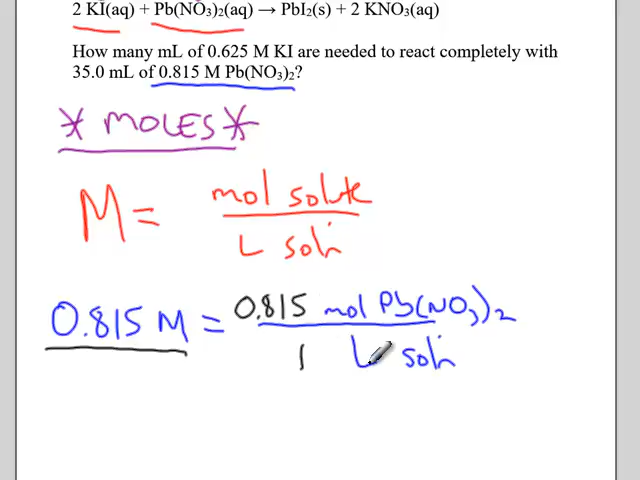 2 KI(aq) + Pb(NO3)2(aq) → PbI2(s) + 2 KNO3(aq)
How many mL of 0.625 M KI are needed to react completely with
35.0 mL of 0.815 M Pb(NO3)2?
* MOLES *
M = mol solute
L soln
0.815 M = 0.815 mol Pb(NO3)2
1 L soln